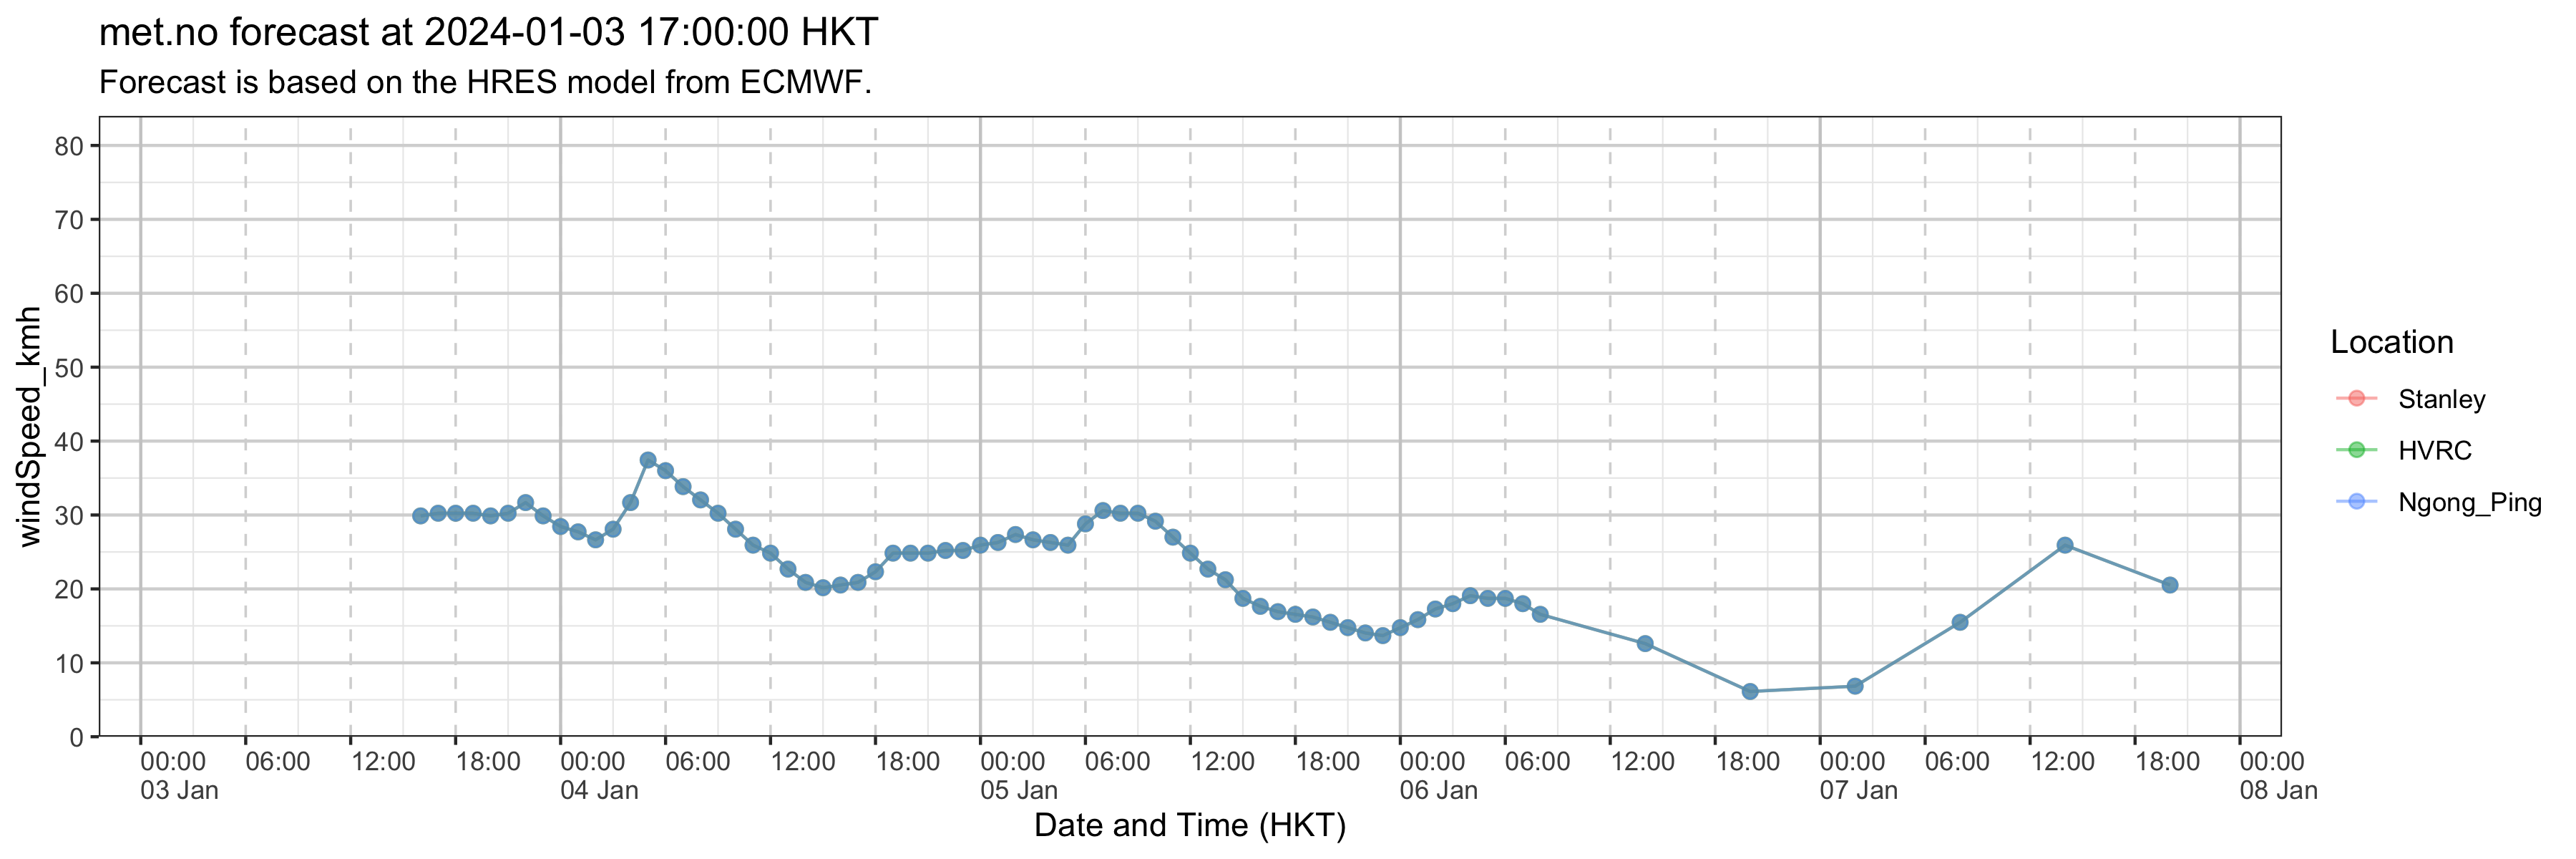 met.no forecast at 2024-01-03 17:00:00 HKT
Forecast is based on the HRES model from ECMWF.
windSpeed_kmh
80
70
60
50
40
30
20
10
0
00:00 06:00 12:00 18:00 00:00 06:00 12:00 18:00 00:00 06:00 12:00 18:00 00:00 06:00 12:00 18:00 00:00 06:00 12:00 18:00 00:00
03 Jan 04 Jan 05 Jan 06 Jan 07 Jan 08 Jan
Date and Time (HKT)
Location
Stanley
HVRC
Ngong_Ping